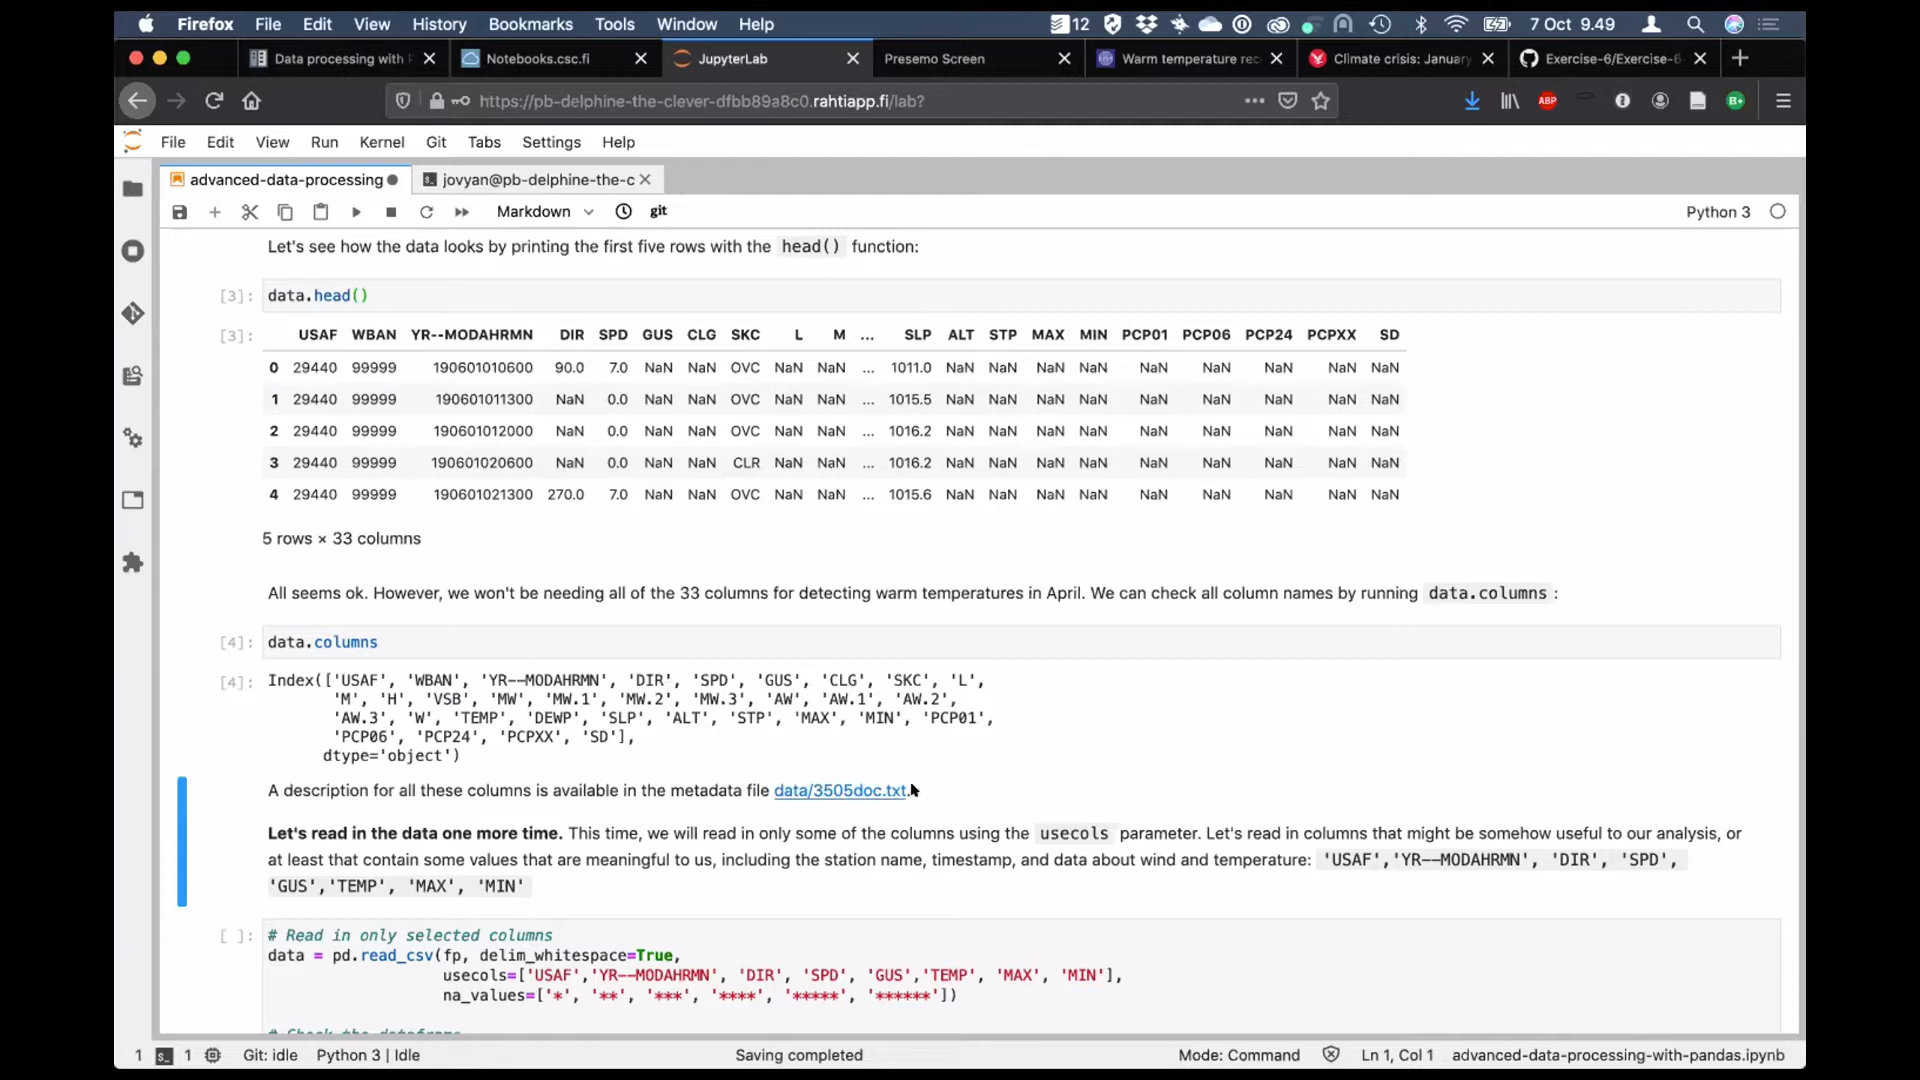 Firefox File Edit View History Bookmarks Tools Window Help 12 7 Oct 9.49
Data processing with Notebooks.csc.fi JupyterLab Presemo Screen Warm temperature rec Climate crisis: January Exercise-6/Exercise-6
https://pb-delphine-the-clever-dfbb89a8c0.rahtiapp.fi/lab? ABP B+
File Edit View Run Kernel Git Tabs Settings Help
advanced-data-processing jovyan@pb-delphine-the-c
Markdown git Python 3
Let's see how the data looks by printing the first five rows with the head() function:
[3]: data.head()
[3]: USAF WBAN YR--MODAHRMN DIR SPD GUS CLG SKC L M ... SLP ALT STP MAX MIN PCP01 PCP06 PCP24 PCPXX SD
0 29440 99999 190601010600 90.0 7.0 NaN NaN OVC NaN NaN ... 1011.0 NaN NaN NaN NaN NaN NaN NaN NaN NaN
1 29440 99999 190601011300 NaN 0.0 NaN NaN OVC NaN NaN ... 1015.5 NaN NaN NaN NaN NaN NaN NaN NaN NaN
2 29440 99999 190601012000 NaN 0.0 NaN NaN OVC NaN NaN ... 1016.2 NaN NaN NaN NaN NaN NaN NaN NaN NaN
3 29440 99999 190601020600 NaN 0.0 NaN NaN CLR NaN NaN ... 1016.2 NaN NaN NaN NaN NaN NaN NaN NaN NaN
4 29440 99999 190601021300 270.0 7.0 NaN NaN OVC NaN NaN ... 1015.6 NaN NaN NaN NaN NaN NaN NaN NaN NaN
5 rows × 33 columns
All seems ok. However, we won't be needing all of the 33 columns for detecting warm temperatures in April. We can check all column names by running data.columns :
[4]: data.columns
[4]: Index(['USAF', 'WBAN', 'YR--MODAHRMN', 'DIR', 'SPD', 'GUS', 'CLG', 'SKC', 'L',
'M', 'H', 'VSB', 'MW', 'MW.1', 'MW.2', 'MW.3', 'AW', 'AW.1', 'AW.2',
'AW.3', 'W', 'TEMP', 'DEWP', 'SLP', 'ALT', 'STP', 'MAX', 'MIN', 'PCP01',
'PCP06', 'PCP24', 'PCPXX', 'SD'],
dtype='object')
A description for all these columns is available in the metadata file data/3505doc.txt.
Let's read in the data one more time. This time, we will read in only some of the columns using the usecols parameter. Let's read in columns that might be somehow useful to our analysis, or
at least that contain some values that are meaningful to us, including the station name, timestamp, and data about wind and temperature: 'USAF','YR--MODAHRMN', 'DIR', 'SPD',
'GUS','TEMP', 'MAX', 'MIN'
[ ]: # Read in only selected columns
data = pd.read_csv(fp, delim_whitespace=True,
usecols=['USAF','YR--MODAHRMN', 'DIR', 'SPD', 'GUS','TEMP', 'MAX', 'MIN'],
na_values=['*', '**', '***', '****', '*****', '******'])
# Check the dataframe
1 1 Git: idle Python 3 | Idle Saving completed Mode: Command Ln 1, Col 1 advanced-data-processing-with-pandas.ipynb